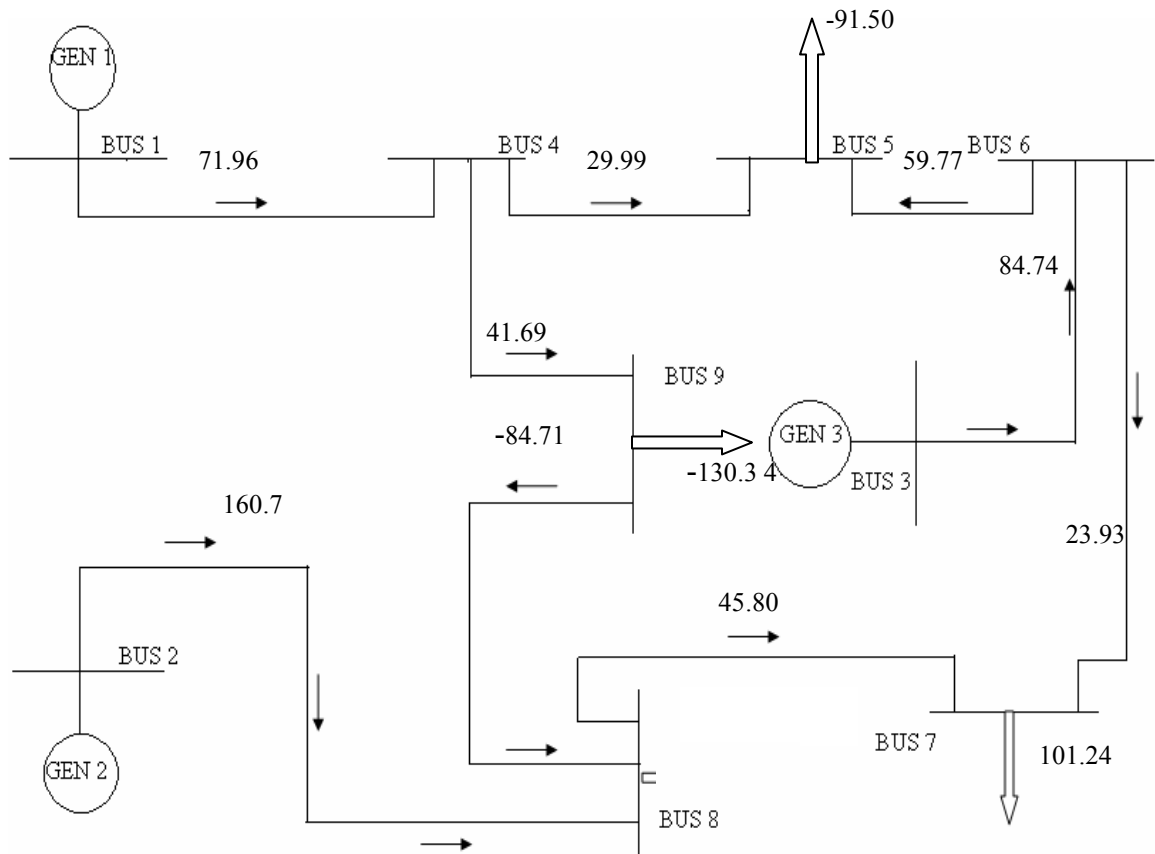 -91.50
GEN 1
BUS 1
71.96
BUS 4
29.99
BUS 5
59.77
BUS 6
84.74
41.69
BUS 9
-84.71
GEN 3
-130.3 4
BUS 3
160.7
23.93
45.80
BUS 2
BUS 7
101.24
GEN 2
BUS 8